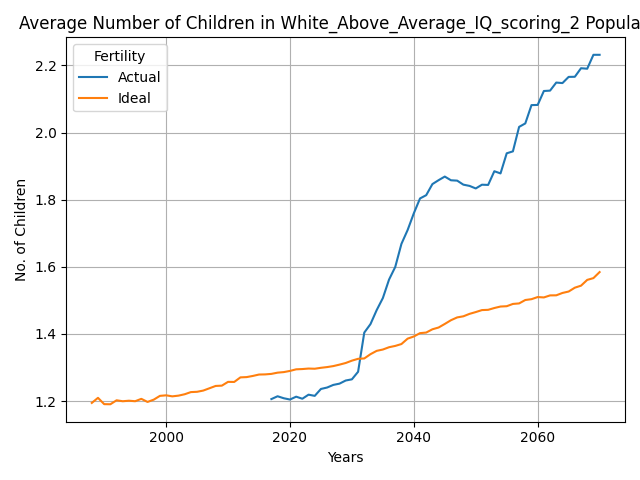 Average Number of Children in White_Above_Average_IQ_scoring_2 Popula
Fertility
Actual
Ideal
2.2
2.0
1.8
1.6
1.4
1.2
No. of Children
2000 2020 2040 2060
Years